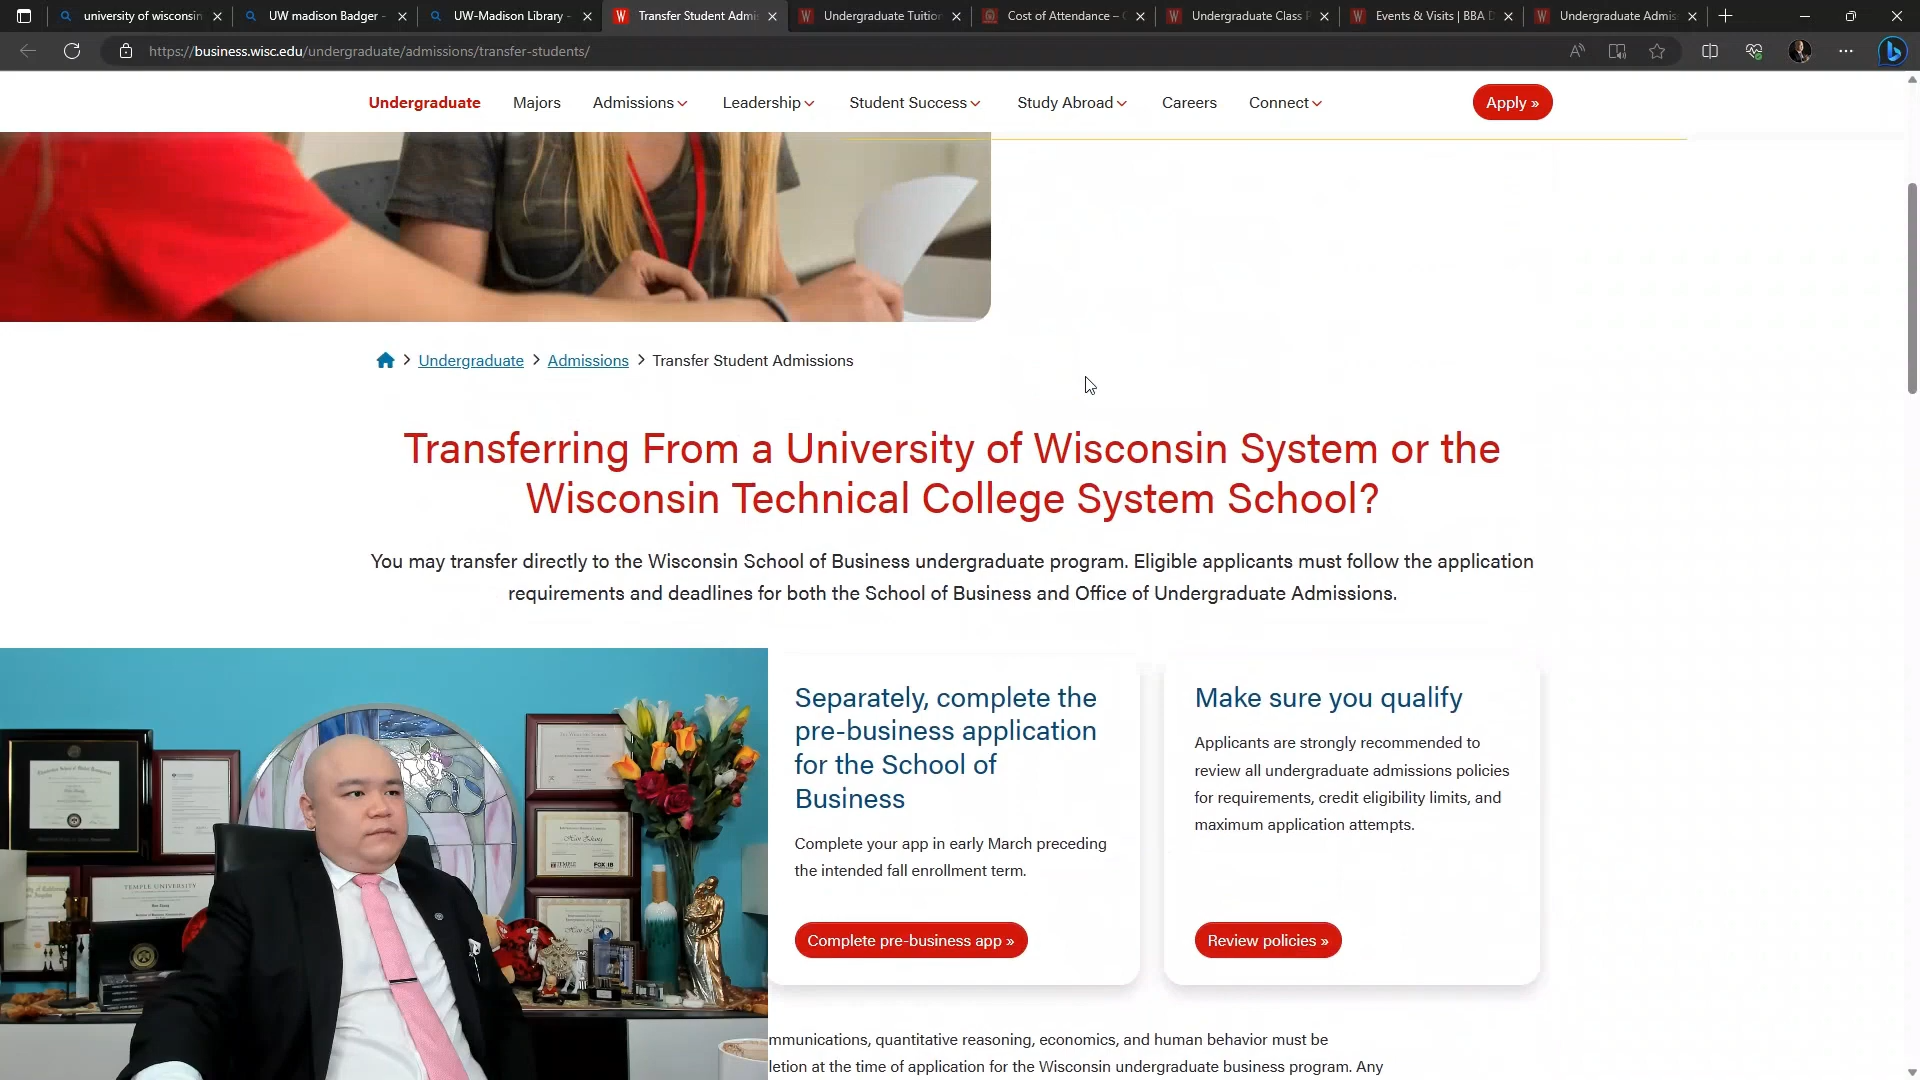 university of wisconsin
UW madison Badger -
UW-Madison Library -
Transfer Student Admis
Undergraduate Tuition
Cost of Attendance –
Undergraduate Class P
Events & Visits | BBA D
Undergraduate Admis
https://business.wisc.edu/undergraduate/admissions/transfer-students/
Undergraduate
Majors
Admissions
Leadership
Student Success
Study Abroad
Careers
Connect
Apply »
Undergraduate > Admissions > Transfer Student Admissions
Transferring From a University of Wisconsin System or the
Wisconsin Technical College System School?
You may transfer directly to the Wisconsin School of Business undergraduate program. Eligible applicants must follow the application
requirements and deadlines for both the School of Business and Office of Undergraduate Admissions.
Separately, complete the
pre-business application
for the School of
Business
Complete your app in early March preceding
the intended fall enrollment term.
Complete pre-business app »
Make sure you qualify
Applicants are strongly recommended to
review all undergraduate admissions policies
for requirements, credit eligibility limits, and
maximum application attempts.
Review policies »
TEMPLE UNIVERSITY
mmunications, quantitative reasoning, economics, and human behavior must be
letion at the time of application for the Wisconsin undergraduate business program. Any